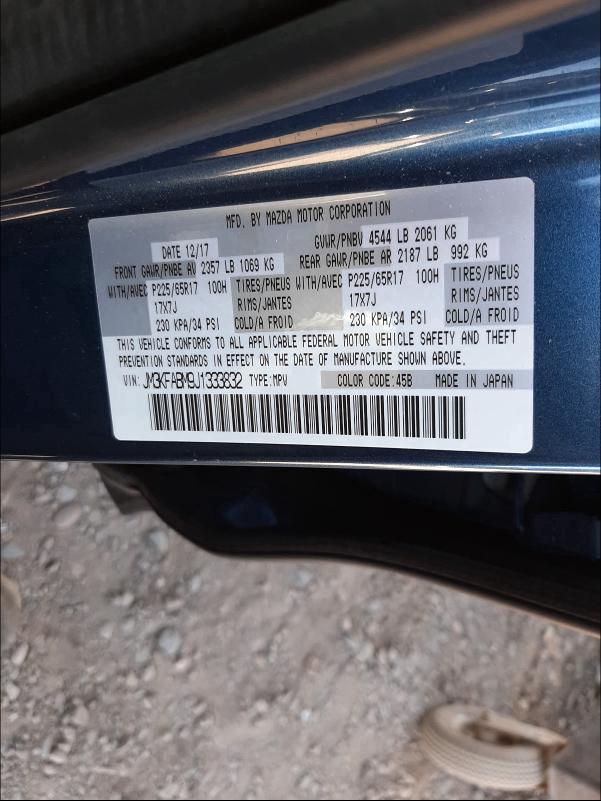 MFD. BY MAZDA MOTOR CORPORATION
DATE 12/17 GVWR/PNBV 4544 LB 2061 KG
FRONT GAWR/PNBE AV 2357 LB 1069 KG REAR GAWR/PNBE AR 2187 LB 992 KG
WITH/AVEC P225/65R17 100H TIRES/PNEUS WITH/AVEC P225/65R17 100H TIRES/PNEUS
17X7J RIMS/JANTES 17X7J RIMS/JANTES
230 KPA/34 PSI COLD/A FROID 230 KPA/34 PSI COLD/A FROID
THIS VEHICLE CONFORMS TO ALL APPLICABLE FEDERAL MOTOR VEHICLE SAFETY AND THEFT
PREVENTION STANDARDS IN EFFECT ON THE DATE OF MANUFACTURE SHOWN ABOVE.
VIN: JM3KFABM9J1333832 TYPE:MPV COLOR CODE:45B MADE IN JAPAN